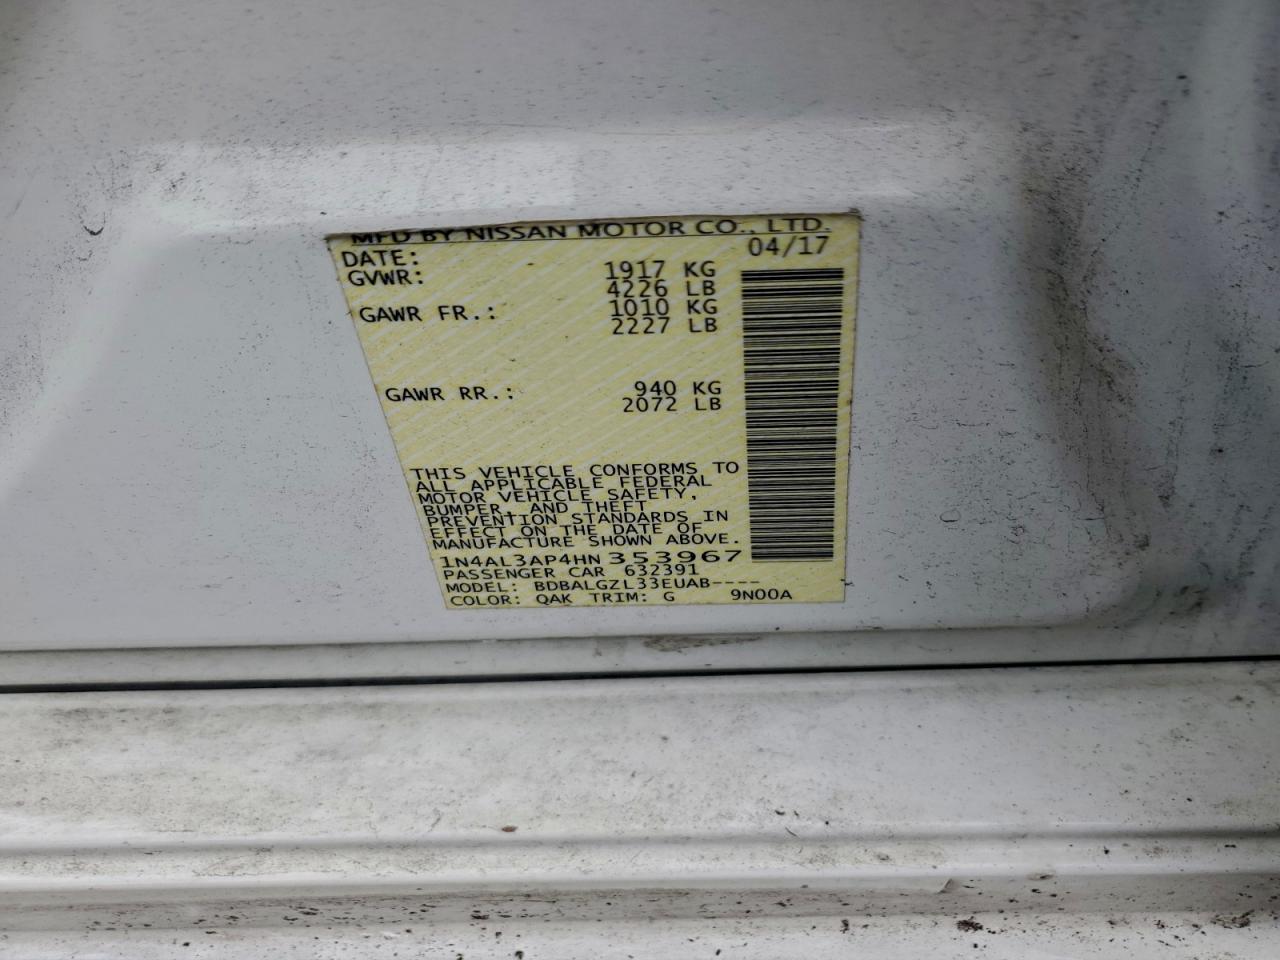 MFD BY NISSAN MOTOR CO., LTD.
DATE: 04/17
GVWR: 1917 KG
4226 LB
GAWR FR.: 1010 KG
2227 LB
GAWR RR.: 940 KG
2072 LB
THIS VEHICLE CONFORMS TO
ALL APPLICABLE FEDERAL
MOTOR VEHICLE SAFETY,
BUMPER, AND THEFT
PREVENTION STANDARDS IN
EFFECT ON THE DATE OF
MANUFACTURE SHOWN ABOVE.
1N4AL3AP4HN353967
PASSENGER CAR 632391
MODEL: BDBALGZL33EUAB----
COLOR: QAK TRIM: G 9N00A